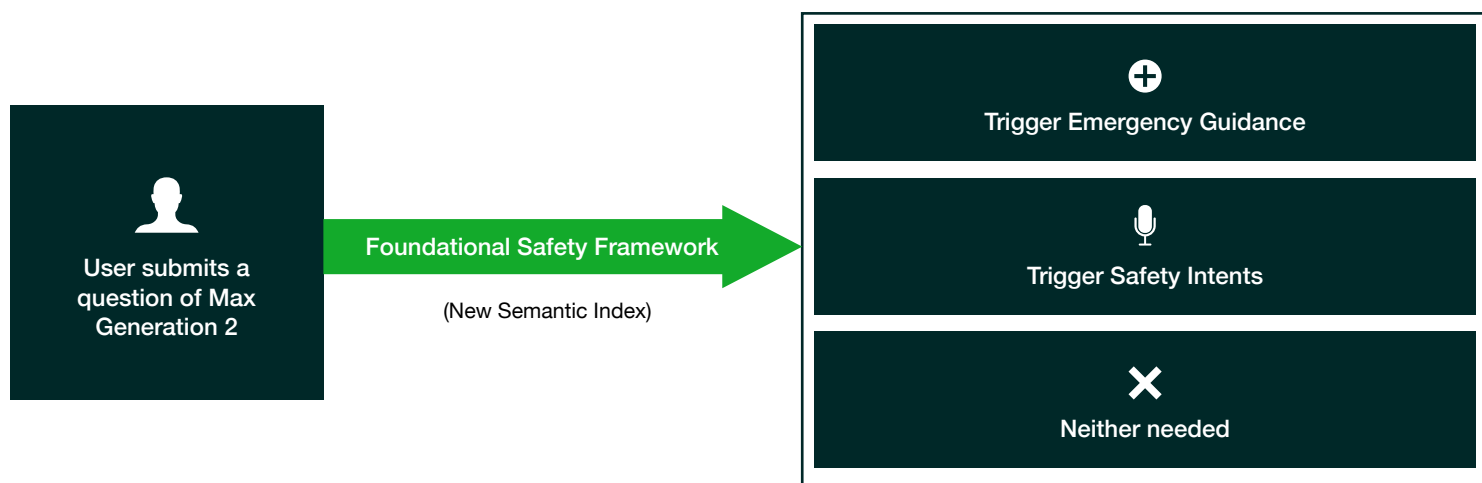 User submits a
question of Max
Generation 2
Foundational Safety Framework
(New Semantic Index)
Trigger Emergency Guidance
Trigger Safety Intents
Neither needed